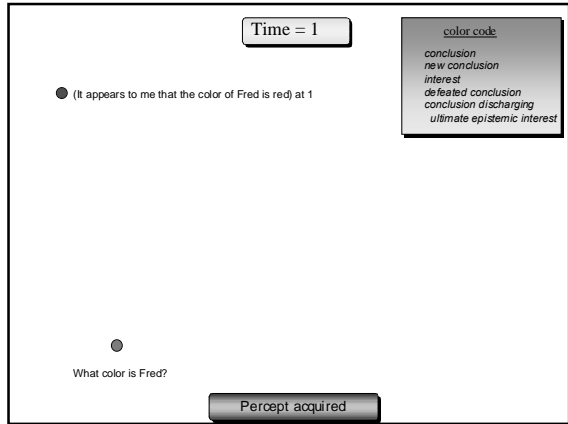 Time = 1
color code
conclusion
new conclusion
interest
defeated conclusion
conclusion discharging
ultimate epistemic interest
(It appears to me that the color of Fred is red) at 1
What color is Fred?
Percept acquired